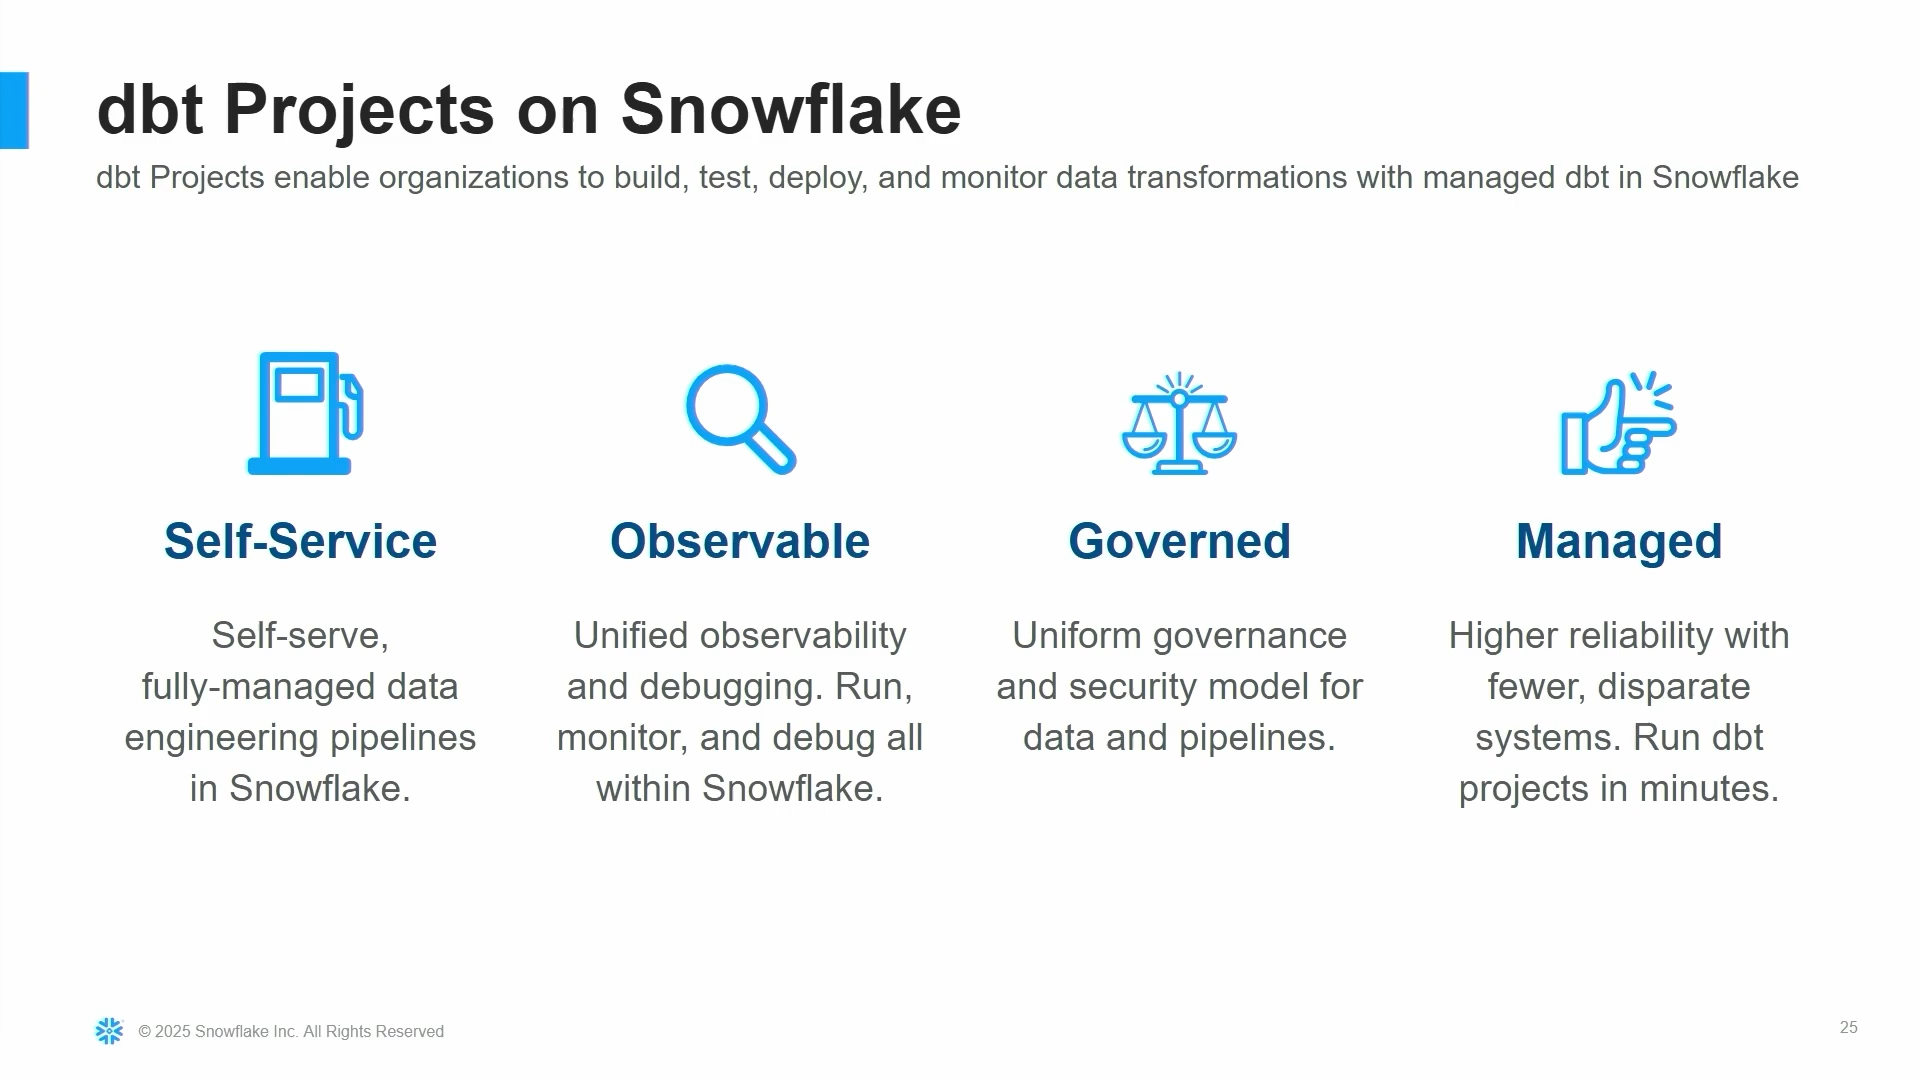 dbt Projects on Snowflake
dbt Projects enable organizations to build, test, deploy, and monitor data transformations with managed dbt in Snowflake
Self-Service
Self-serve,
fully-managed data
engineering pipelines
in Snowflake.
Observable
Unified observability
and debugging. Run,
monitor, and debug all
within Snowflake.
Governed
Uniform governance
and security model for
data and pipelines.
Managed
Higher reliability with
fewer, disparate
systems. Run dbt
projects in minutes.
© 2025 Snowflake Inc. All Rights Reserved
25